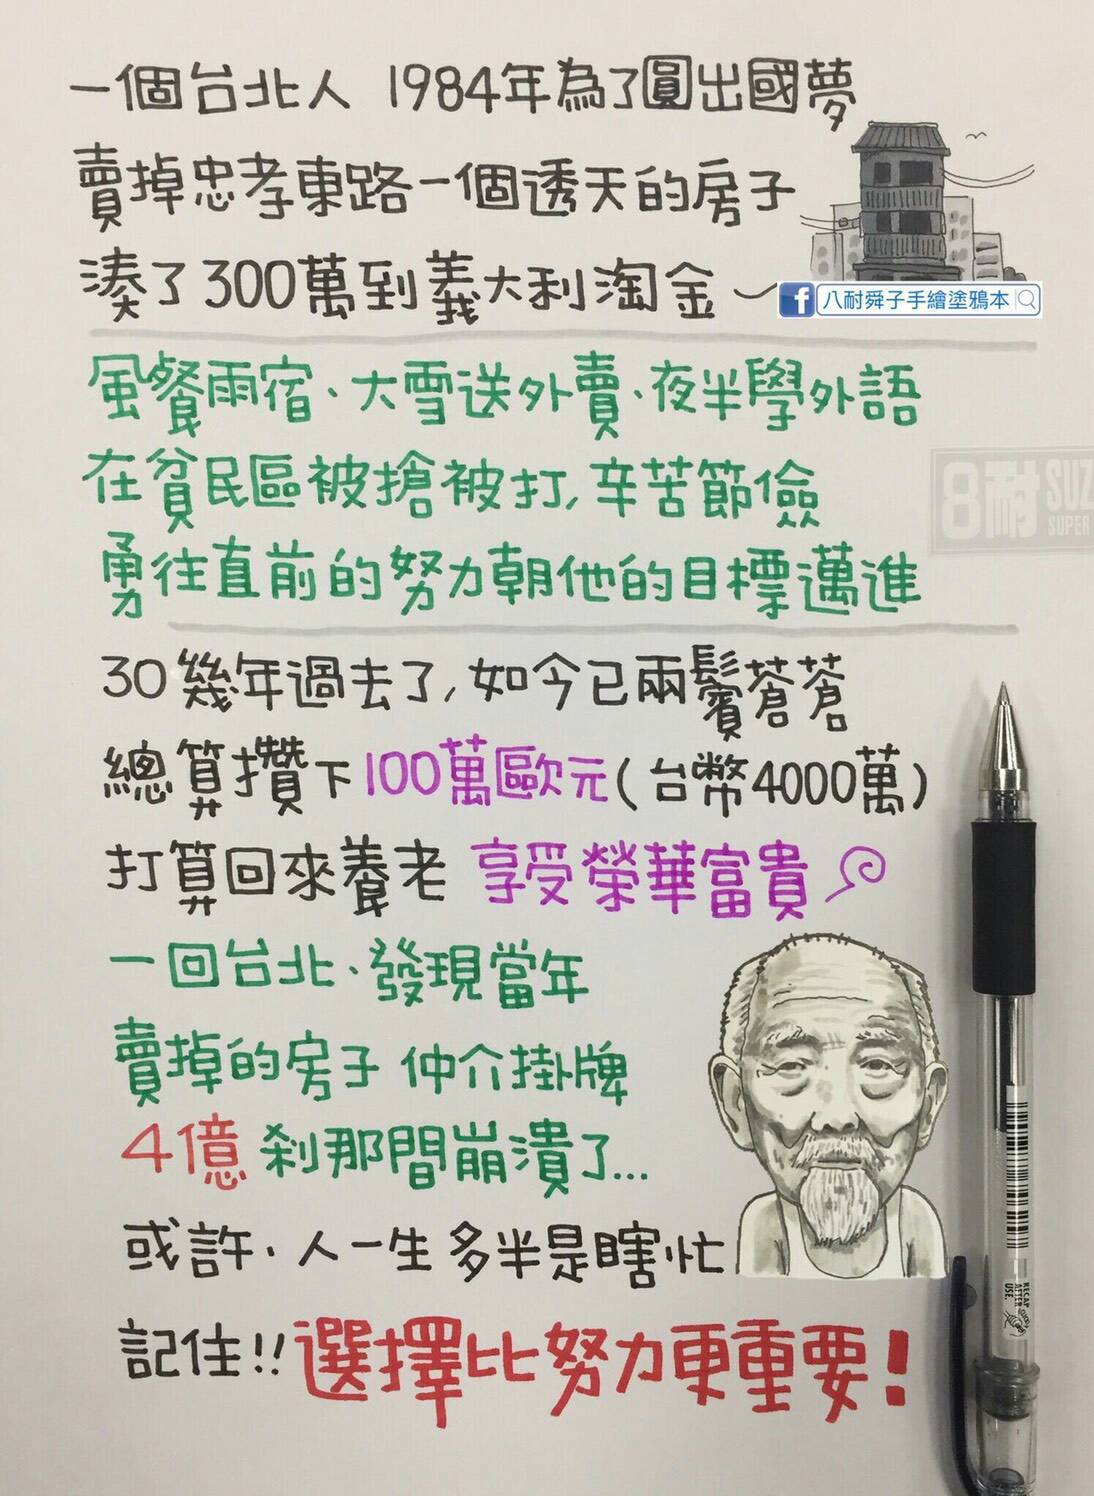 一個台北人 1984年為了圓出國夢
賣掉忠孝東路一個透天的房子
湊了300萬到義大利淘金
f 八耐舜子手繪塗鴉本
風餐雨宿、大雪送外賣、夜半學外語
在貧民區被搶被打,辛苦節儉
8耐 SUZ
SUPER
勇往直前的努力朝他的目標邁進
30幾年過去了,如今已兩鬢蒼蒼
總算攢下100萬歐元(台幣4000萬)
打算回來養老 享受榮華富貴
一回台北、發現當年
賣掉的房子 仲介掛牌
4億 剎那間崩潰了...
或許、人一生多半是瞎忙
記住!!選擇比努力更重要!
RECAP
AFTER
USE.